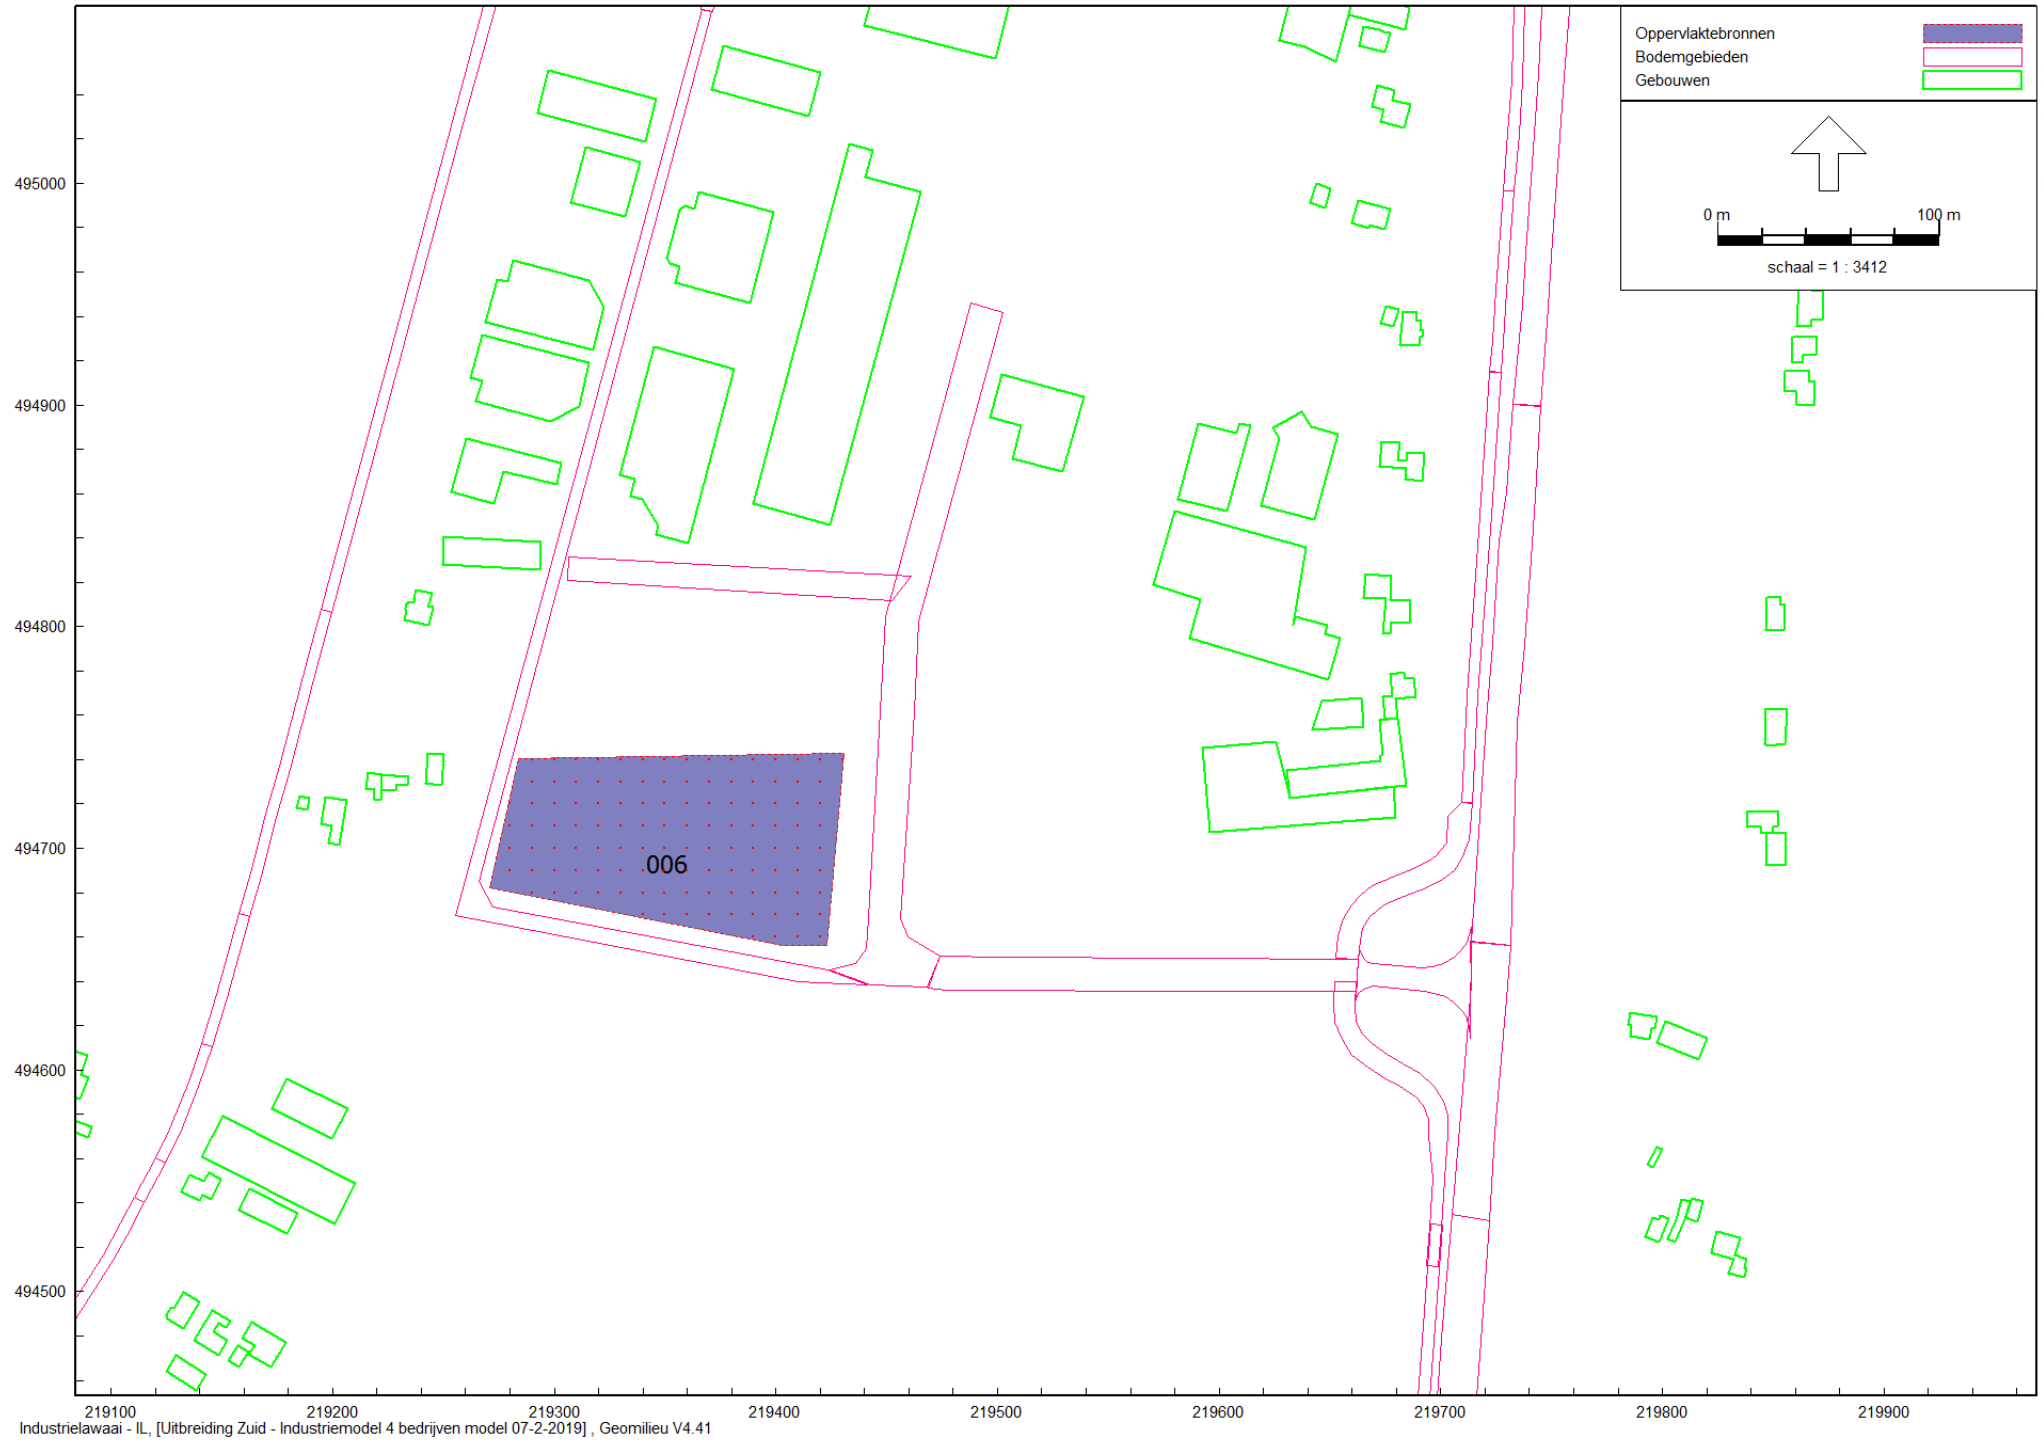 Oppervlaktebronnen
Bodemgebieden
Gebouwen
0 m 100 m
schaal = 1 : 3412
495000
494900
494800
494700
494600
494500
006
219100 219200 219300 219400 219500 219600 219700 219800 219900
Industrielawaai - IL, [Uitbreiding Zuid - Industriemodel 4 bedrijven model 07-2-2019] , Geomilieu V4.41